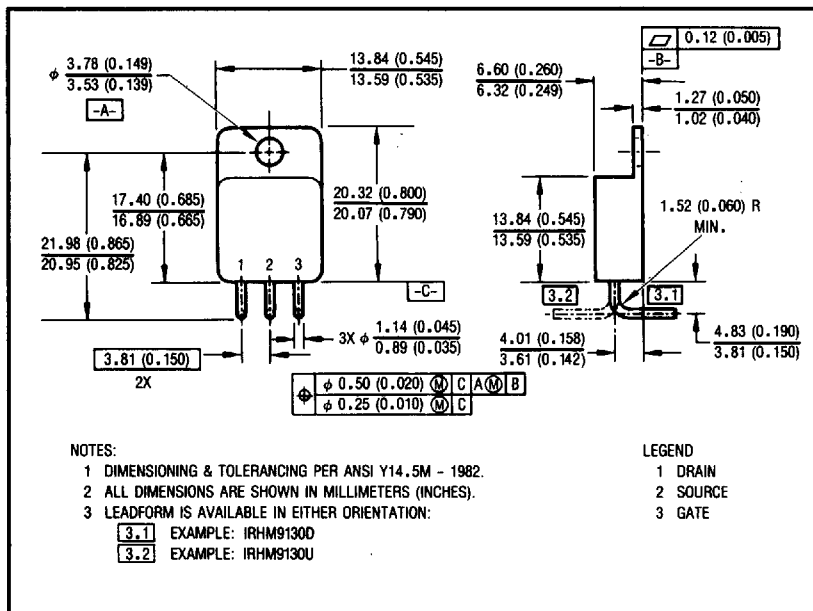 φ 3.78 (0.149)
3.53 (0.139)
-A-
13.84 (0.545)
13.59 (0.535)
17.40 (0.685)
16.89 (0.665)
20.32 (0.800)
20.07 (0.790)
21.98 (0.865)
20.95 (0.825)
1 2 3
-C-
3X φ 1.14 (0.045)
0.89 (0.035)
3.81 (0.150)
2X
⌖ φ 0.50 (0.020) Ⓜ C A Ⓜ B
φ 0.25 (0.010) Ⓜ C
⏥ 0.12 (0.005)
-B-
6.60 (0.260)
6.32 (0.249)
1.27 (0.050)
1.02 (0.040)
13.84 (0.545)
13.59 (0.535)
1.52 (0.060) R
MIN.
3.2
3.1
4.01 (0.158)
3.61 (0.142)
4.83 (0.190)
3.81 (0.150)
NOTES:
1 DIMENSIONING & TOLERANCING PER ANSI Y14.5M - 1982.
2 ALL DIMENSIONS ARE SHOWN IN MILLIMETERS (INCHES).
3 LEADFORM IS AVAILABLE IN EITHER ORIENTATION:
3.1 EXAMPLE: IRHM9130D
3.2 EXAMPLE: IRHM9130U
LEGEND
1 DRAIN
2 SOURCE
3 GATE